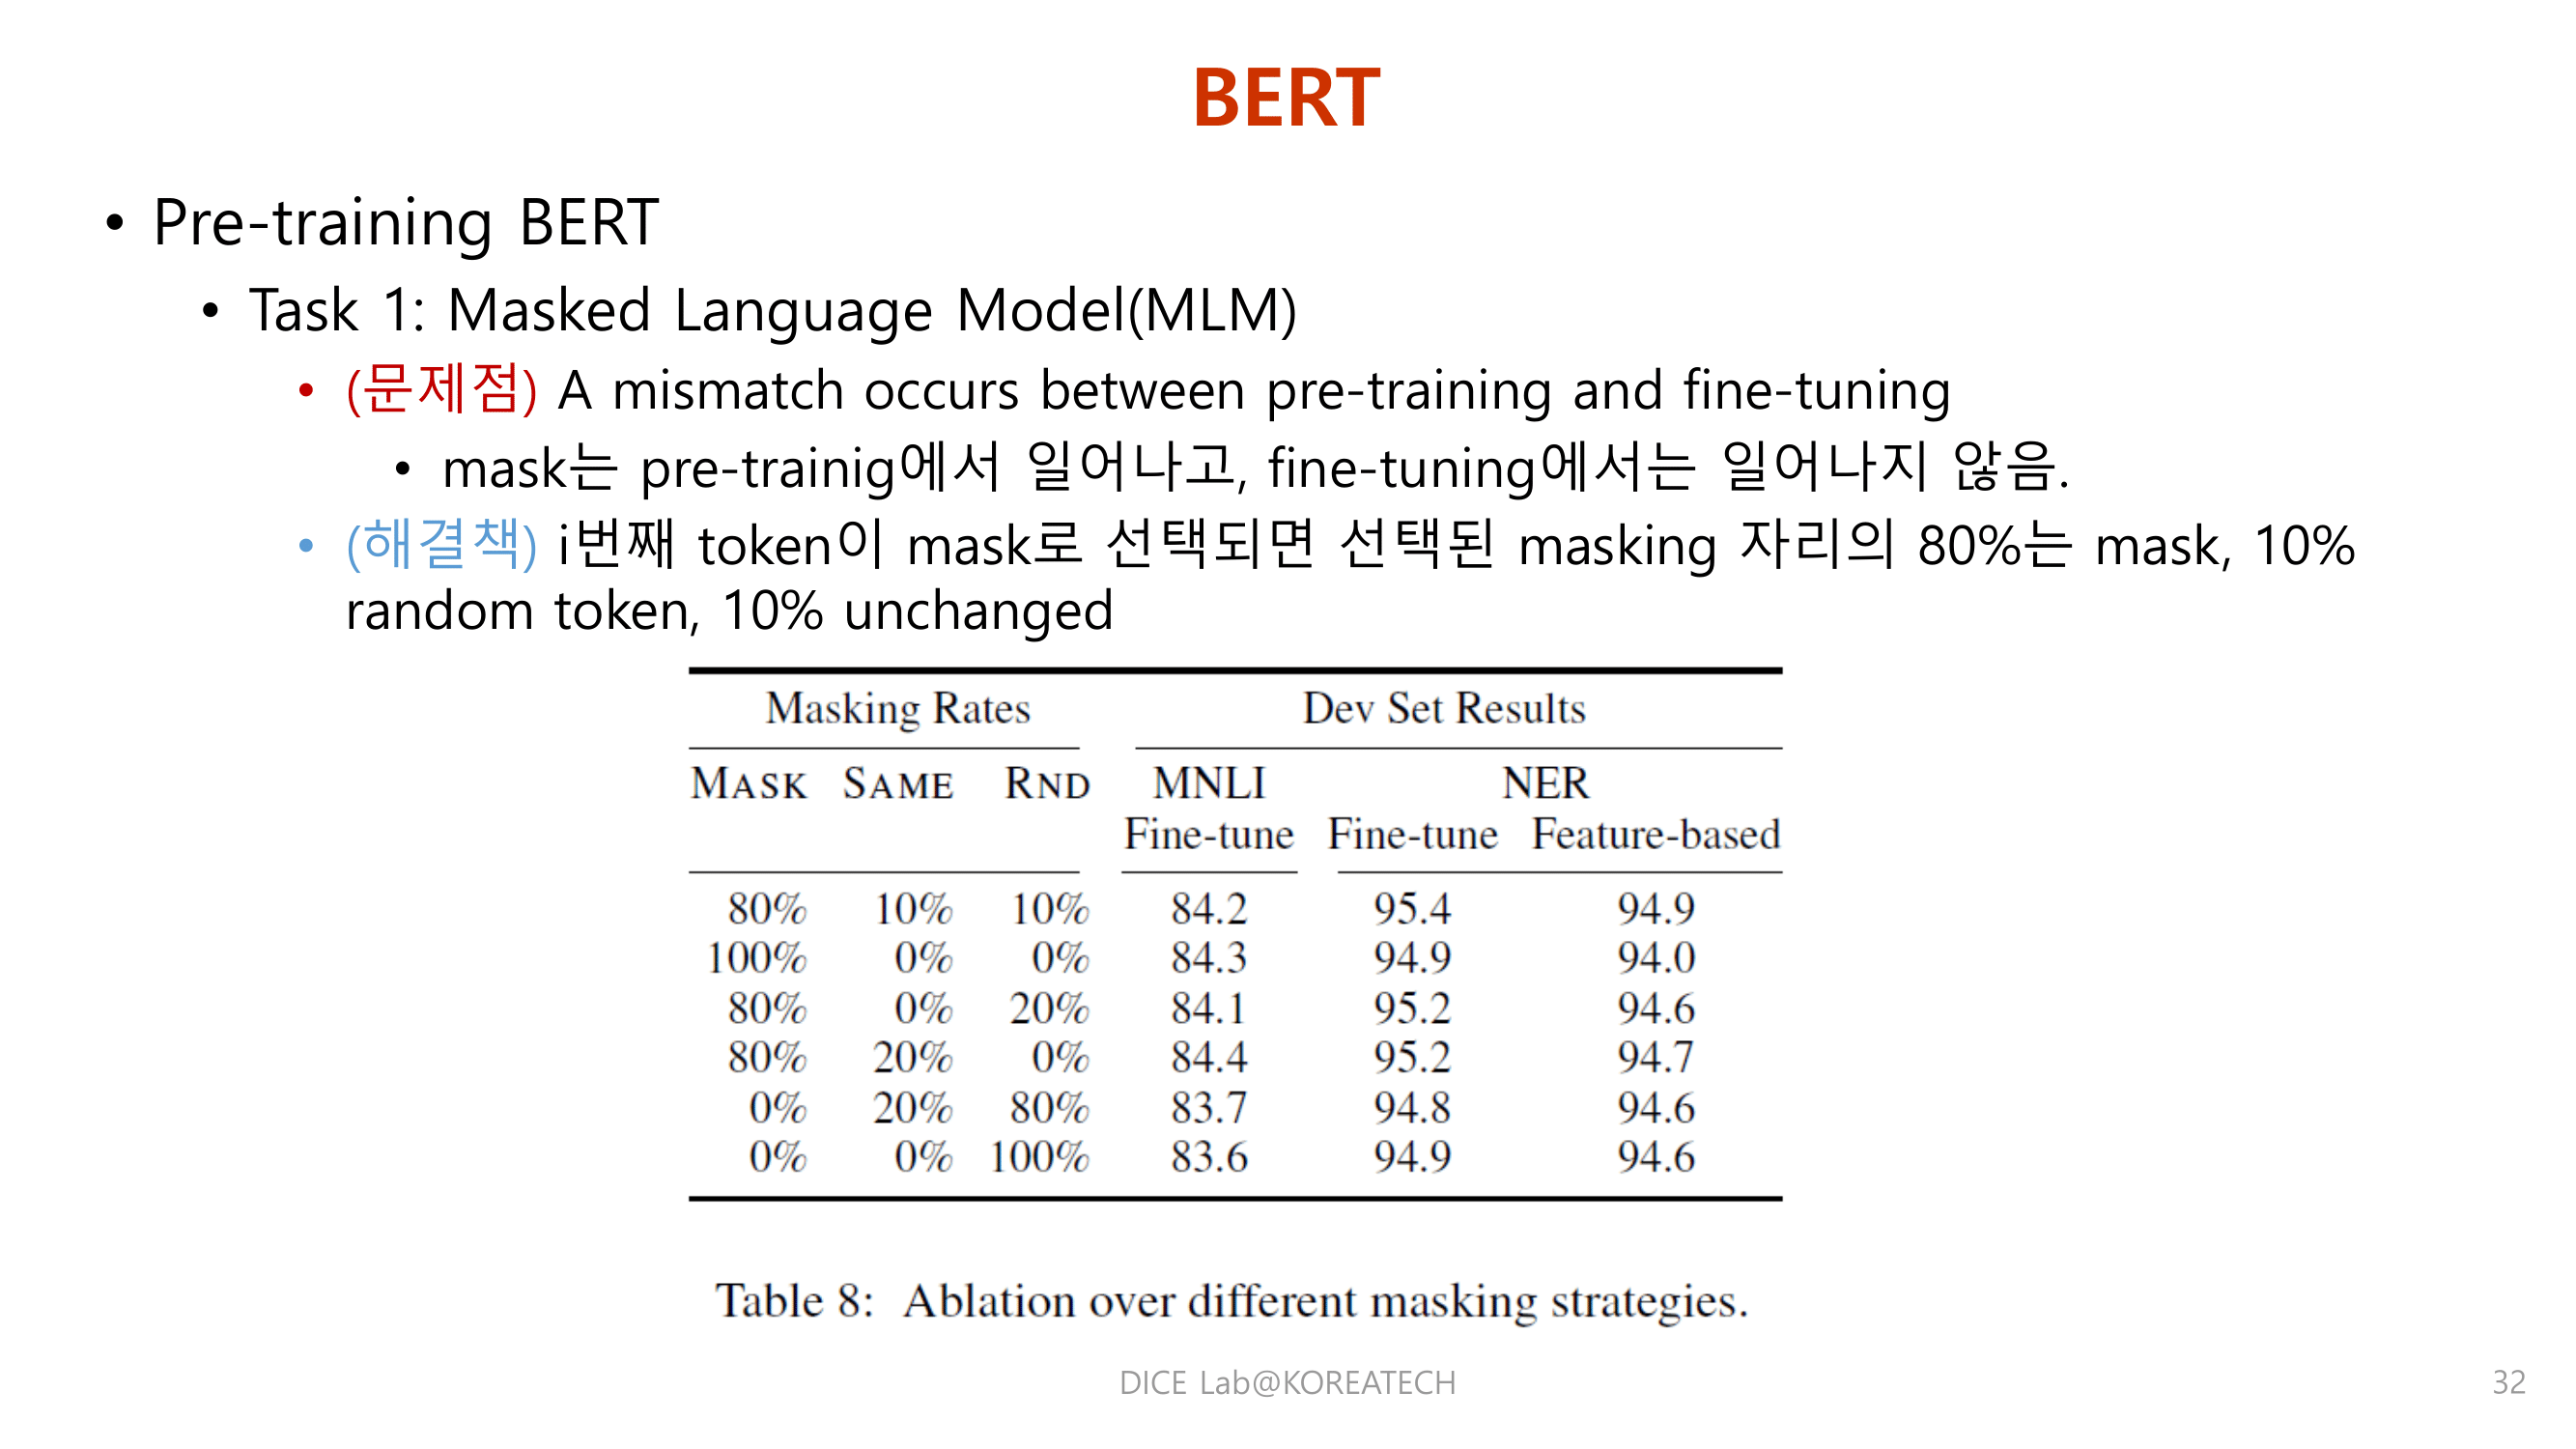 BERT
• Pre-training BERT
• Task 1: Masked Language Model(MLM)
• (문제점) A mismatch occurs between pre-training and fine-tuning
• mask는 pre-trainig에서 일어나고, fine-tuning에서는 일어나지 않음.
• (해결책) i번째 token이 mask로 선택되면 선택된 masking 자리의 80%는 mask, 10%
random token, 10% unchanged
Masking Rates Dev Set Results
MASK SAME RND MNLI NER
Fine-tune Fine-tune Feature-based
80% 10% 10% 84.2 95.4 94.9
100% 0% 0% 84.3 94.9 94.0
80% 0% 20% 84.1 95.2 94.6
80% 20% 0% 84.4 95.2 94.7
0% 20% 80% 83.7 94.8 94.6
0% 0% 100% 83.6 94.9 94.6
Table 8: Ablation over different masking strategies.
DICE Lab@KOREATECH 32